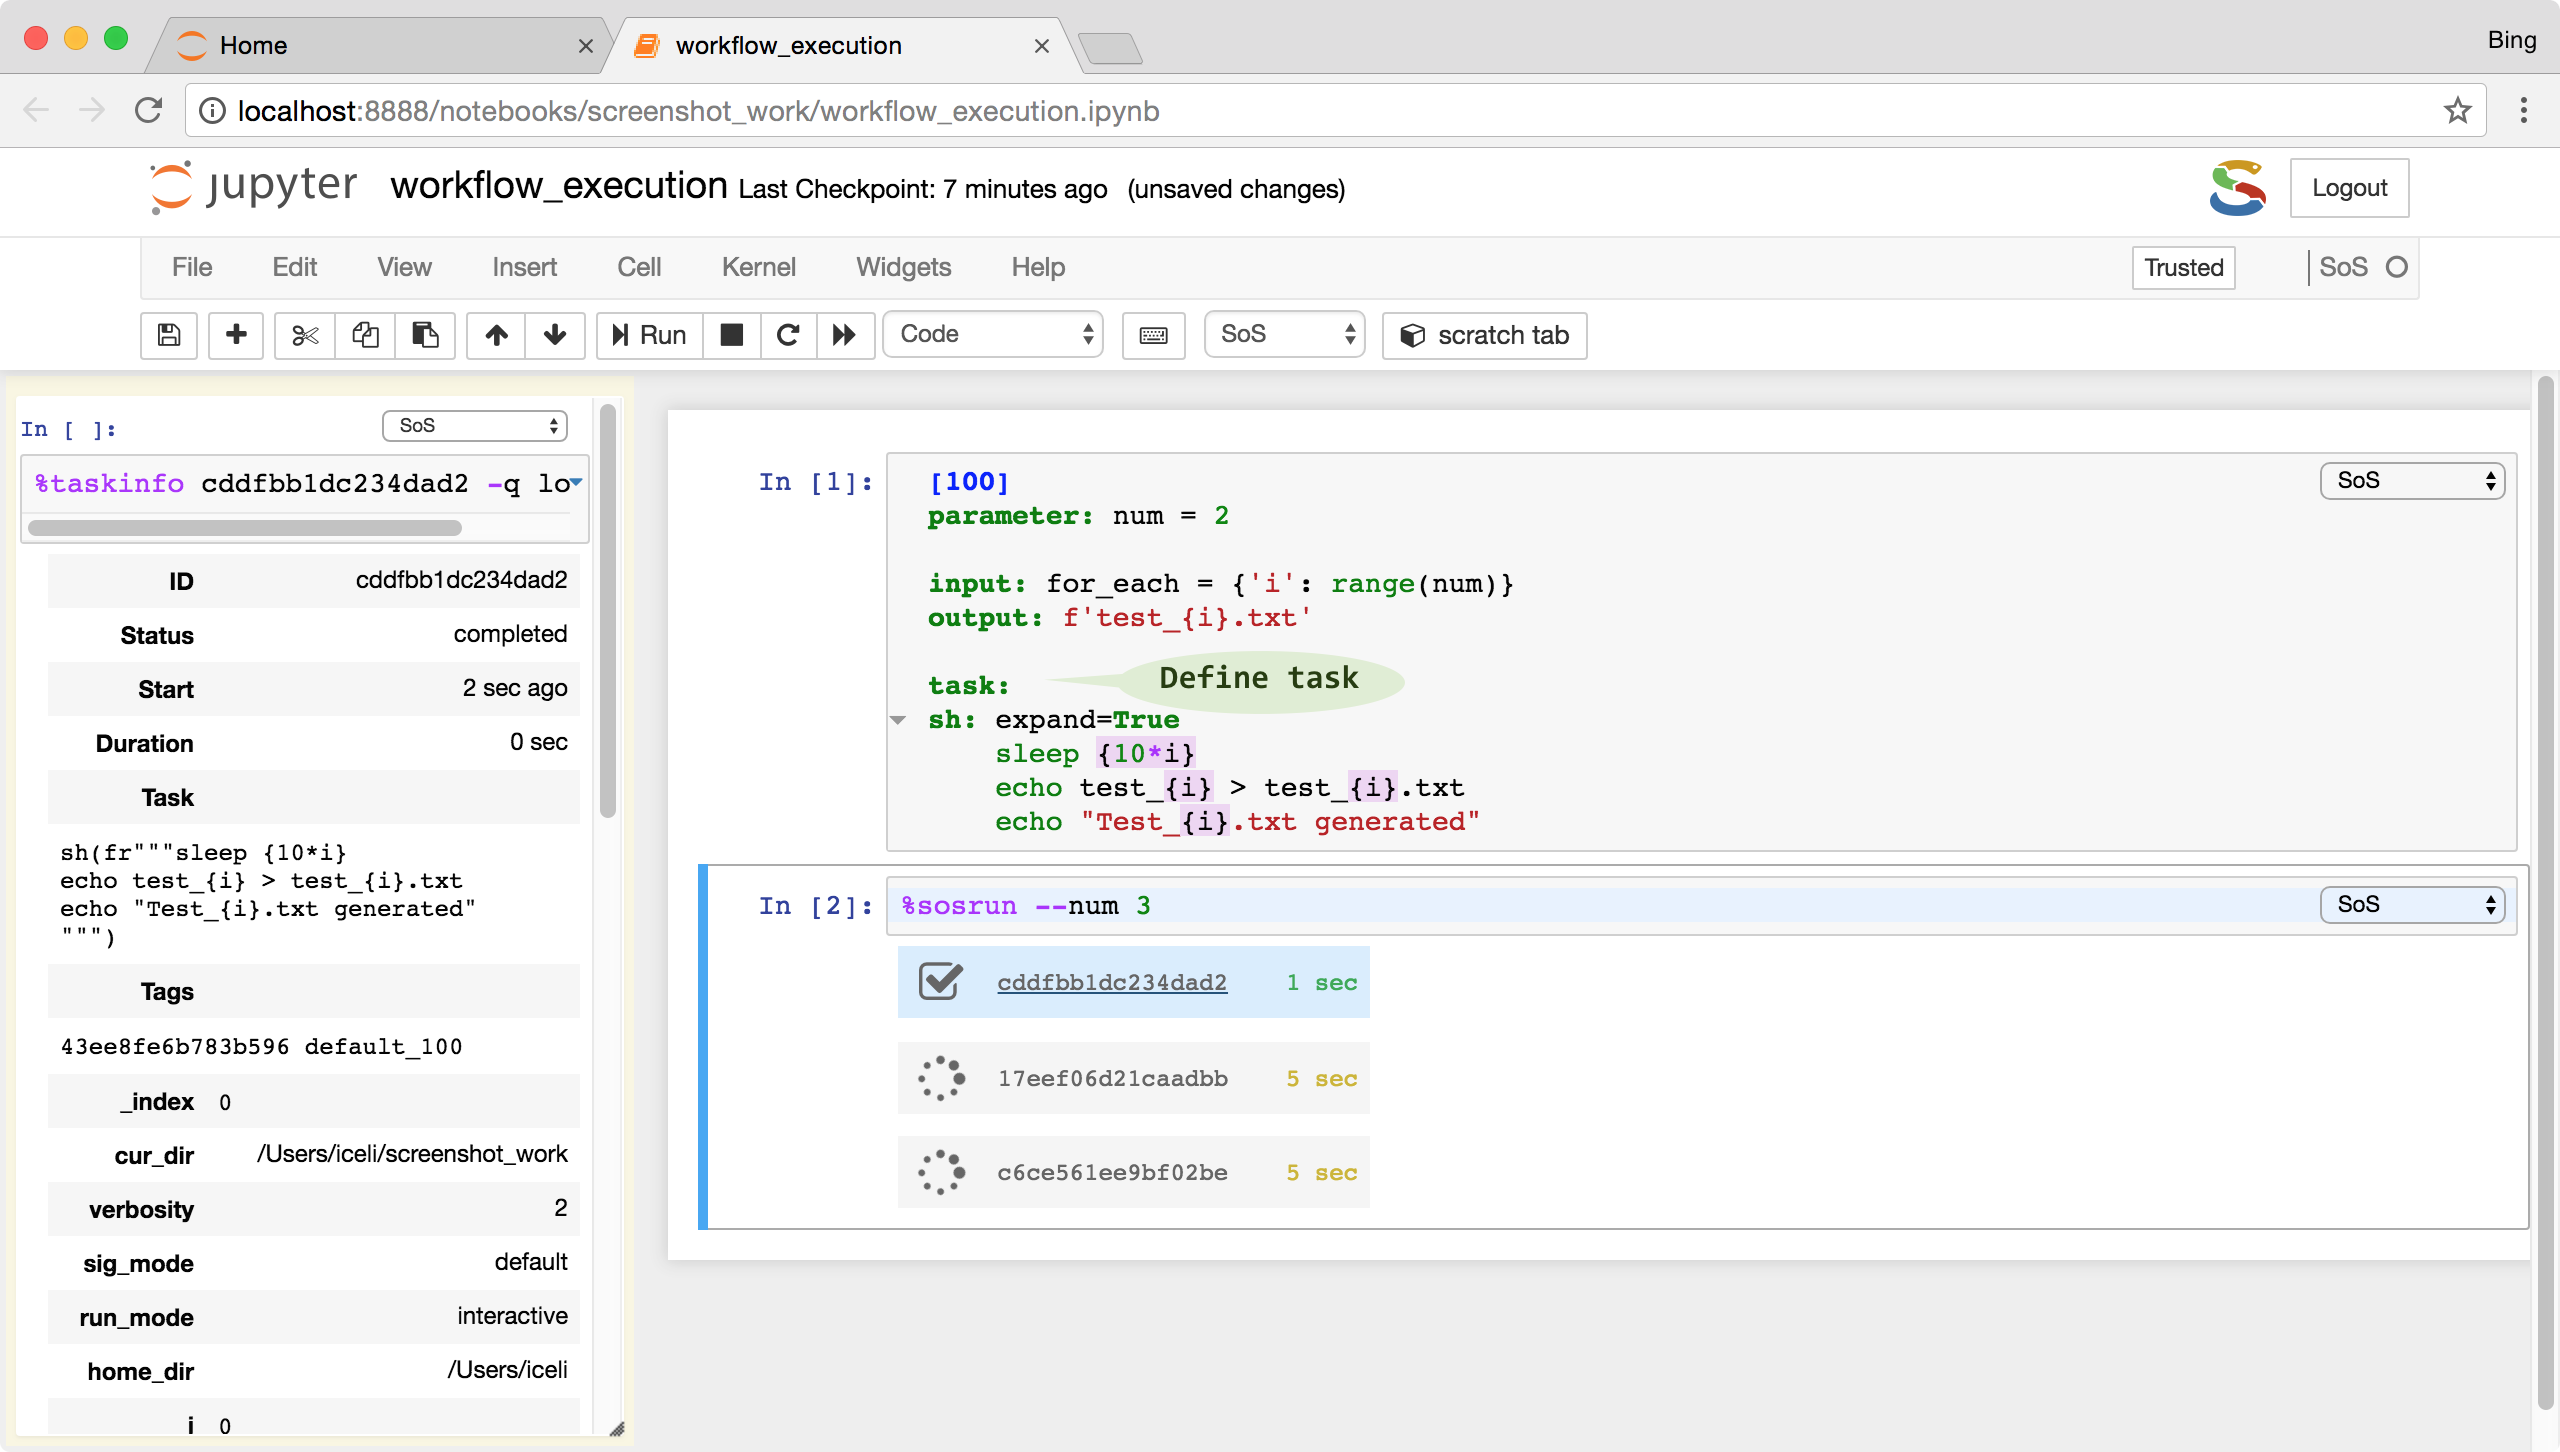 Home
workflow_execution
Bing
localhost:8888/notebooks/screenshot_work/workflow_execution.ipynb
jupyter workflow_execution Last Checkpoint: 7 minutes ago (unsaved changes)
Logout
File Edit View Insert Cell Kernel Widgets Help
Trusted
SoS
Run
Code
SoS
scratch tab
In [ ]:
SoS
%taskinfo cddfbb1dc234dad2 -q lo
ID cddfbb1dc234dad2
Status completed
Start 2 sec ago
Duration 0 sec
Task
sh(fr"""sleep {10*i}
echo test_{i} > test_{i}.txt
echo "Test_{i}.txt generated"
""")
Tags
43ee8fe6b783b596 default_100
_index 0
cur_dir /Users/iceli/screenshot_work
verbosity 2
sig_mode default
run_mode interactive
home_dir /Users/iceli
i 0
In [1]:
SoS
[100]
parameter: num = 2
input: for_each = {'i': range(num)}
output: f'test_{i}.txt'
task:
Define task
sh: expand=True
sleep {10*i}
echo test_{i} > test_{i}.txt
echo "Test_{i}.txt generated"
In [2]:
%sosrun --num 3
SoS
cddfbb1dc234dad2 1 sec
17eef06d21caadbb 5 sec
c6ce561ee9bf02be 5 sec